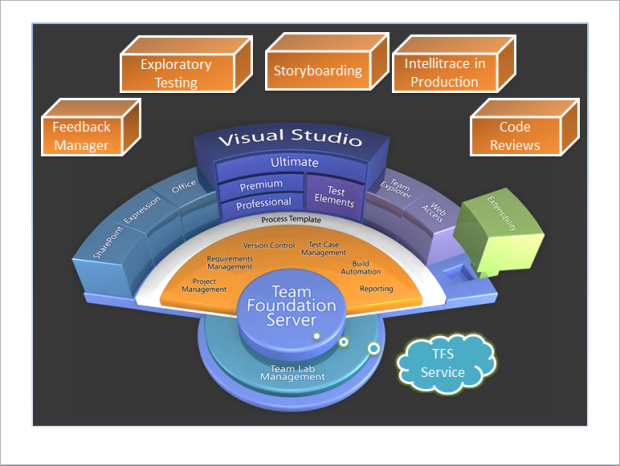 Exploratory
Testing
Storyboarding
Intellitrace in
Production
Feedback
Manager
Code
Reviews
Visual Studio
Ultimate
Premium
Professional
Test
Elements
SharePoint
Expression
Office
Team
Explorer
Web
Access
Extensibility
Process Template
Version Control
Test Case
Management
Requirements
Management
Build
Automation
Project
Management
Reporting
Team
Foundation
Server
Team Lab
Management
TFS
Service